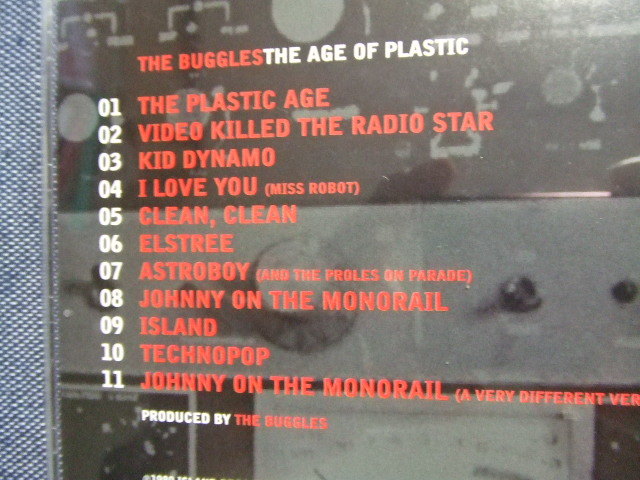 THE BUGGLES THE AGE OF PLASTIC
01 THE PLASTIC AGE
02 VIDEO KILLED THE RADIO STAR
03 KID DYNAMO
04 I LOVE YOU (MISS ROBOT)
05 CLEAN, CLEAN
06 ELSTREE
07 ASTROBOY (AND THE PROLES ON PARADE)
08 JOHNNY ON THE MONORAIL
09 ISLAND
10 TECHNOPOP
11 JOHNNY ON THE MONORAIL (A VERY DIFFERENT VER
PRODUCED BY THE BUGGLES